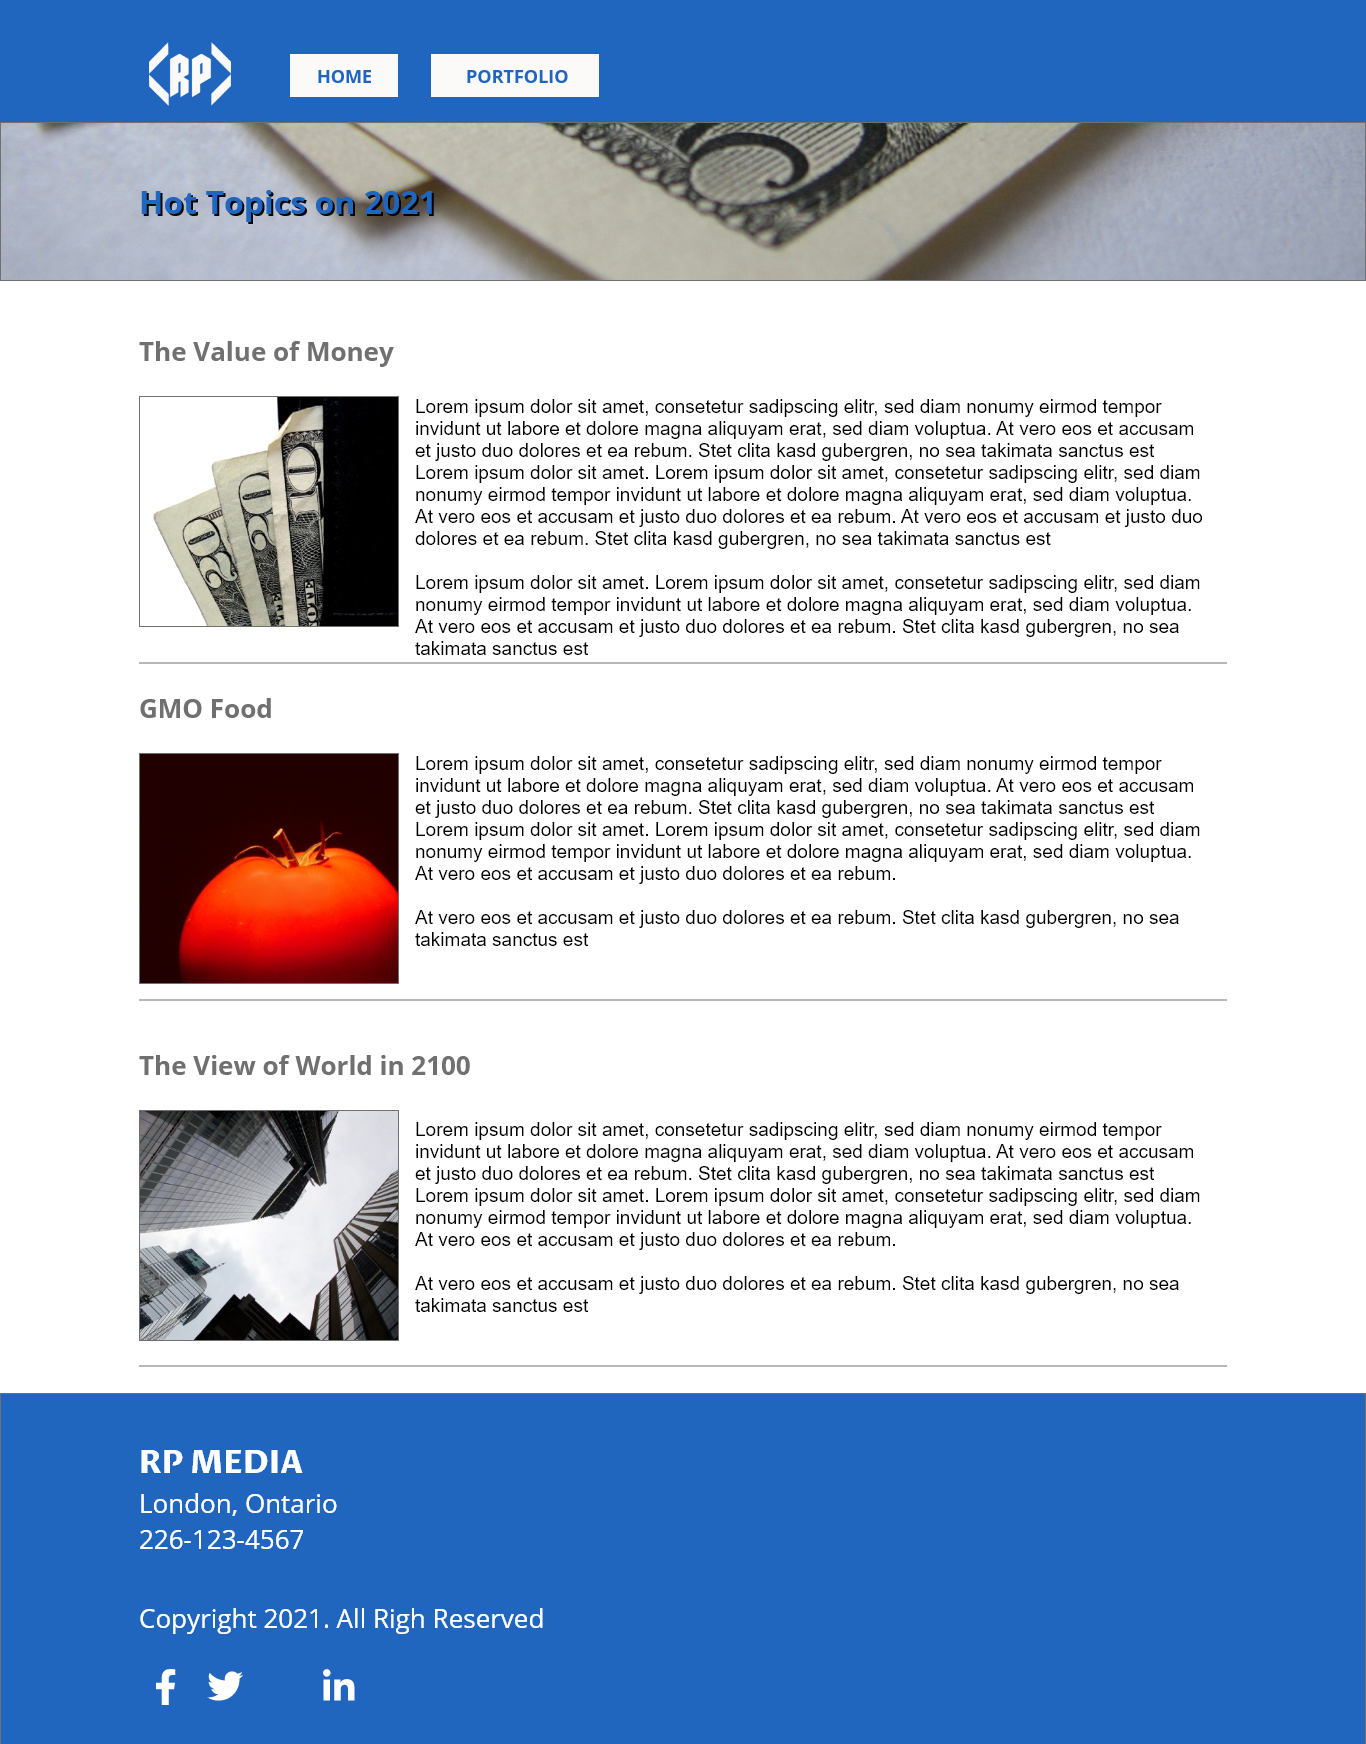 RP
HOME
PORTFOLIO
Hot Topics on 2021
The Value of Money
Lorem ipsum dolor sit amet, consetetur sadipscing elitr, sed diam nonumy eirmod tempor
invidunt ut labore et dolore magna aliquyam erat, sed diam voluptua. At vero eos et accusam
et justo duo dolores et ea rebum. Stet clita kasd gubergren, no sea takimata sanctus est
Lorem ipsum dolor sit amet. Lorem ipsum dolor sit amet, consetetur sadipscing elitr, sed diam
nonumy eirmod tempor invidunt ut labore et dolore magna aliquyam erat, sed diam voluptua.
At vero eos et accusam et justo duo dolores et ea rebum. At vero eos et accusam et justo duo
dolores et ea rebum. Stet clita kasd gubergren, no sea takimata sanctus est
Lorem ipsum dolor sit amet. Lorem ipsum dolor sit amet, consetetur sadipscing elitr, sed diam
nonumy eirmod tempor invidunt ut labore et dolore magna aliquyam erat, sed diam voluptua.
At vero eos et accusam et justo duo dolores et ea rebum. Stet clita kasd gubergren, no sea
takimata sanctus est
20
20
10
GMO Food
Lorem ipsum dolor sit amet, consetetur sadipscing elitr, sed diam nonumy eirmod tempor
invidunt ut labore et dolore magna aliquyam erat, sed diam voluptua. At vero eos et accusam
et justo duo dolores et ea rebum. Stet clita kasd gubergren, no sea takimata sanctus est
Lorem ipsum dolor sit amet. Lorem ipsum dolor sit amet, consetetur sadipscing elitr, sed diam
nonumy eirmod tempor invidunt ut labore et dolore magna aliquyam erat, sed diam voluptua.
At vero eos et accusam et justo duo dolores et ea rebum.
At vero eos et accusam et justo duo dolores et ea rebum. Stet clita kasd gubergren, no sea
takimata sanctus est
The View of World in 2100
Lorem ipsum dolor sit amet, consetetur sadipscing elitr, sed diam nonumy eirmod tempor
invidunt ut labore et dolore magna aliquyam erat, sed diam voluptua. At vero eos et accusam
et justo duo dolores et ea rebum. Stet clita kasd gubergren, no sea takimata sanctus est
Lorem ipsum dolor sit amet. Lorem ipsum dolor sit amet, consetetur sadipscing elitr, sed diam
nonumy eirmod tempor invidunt ut labore et dolore magna aliquyam erat, sed diam voluptua.
At vero eos et accusam et justo duo dolores et ea rebum.
At vero eos et accusam et justo duo dolores et ea rebum. Stet clita kasd gubergren, no sea
takimata sanctus est
RP MEDIA
London, Ontario
226-123-4567
Copyright 2021. All Righ Reserved